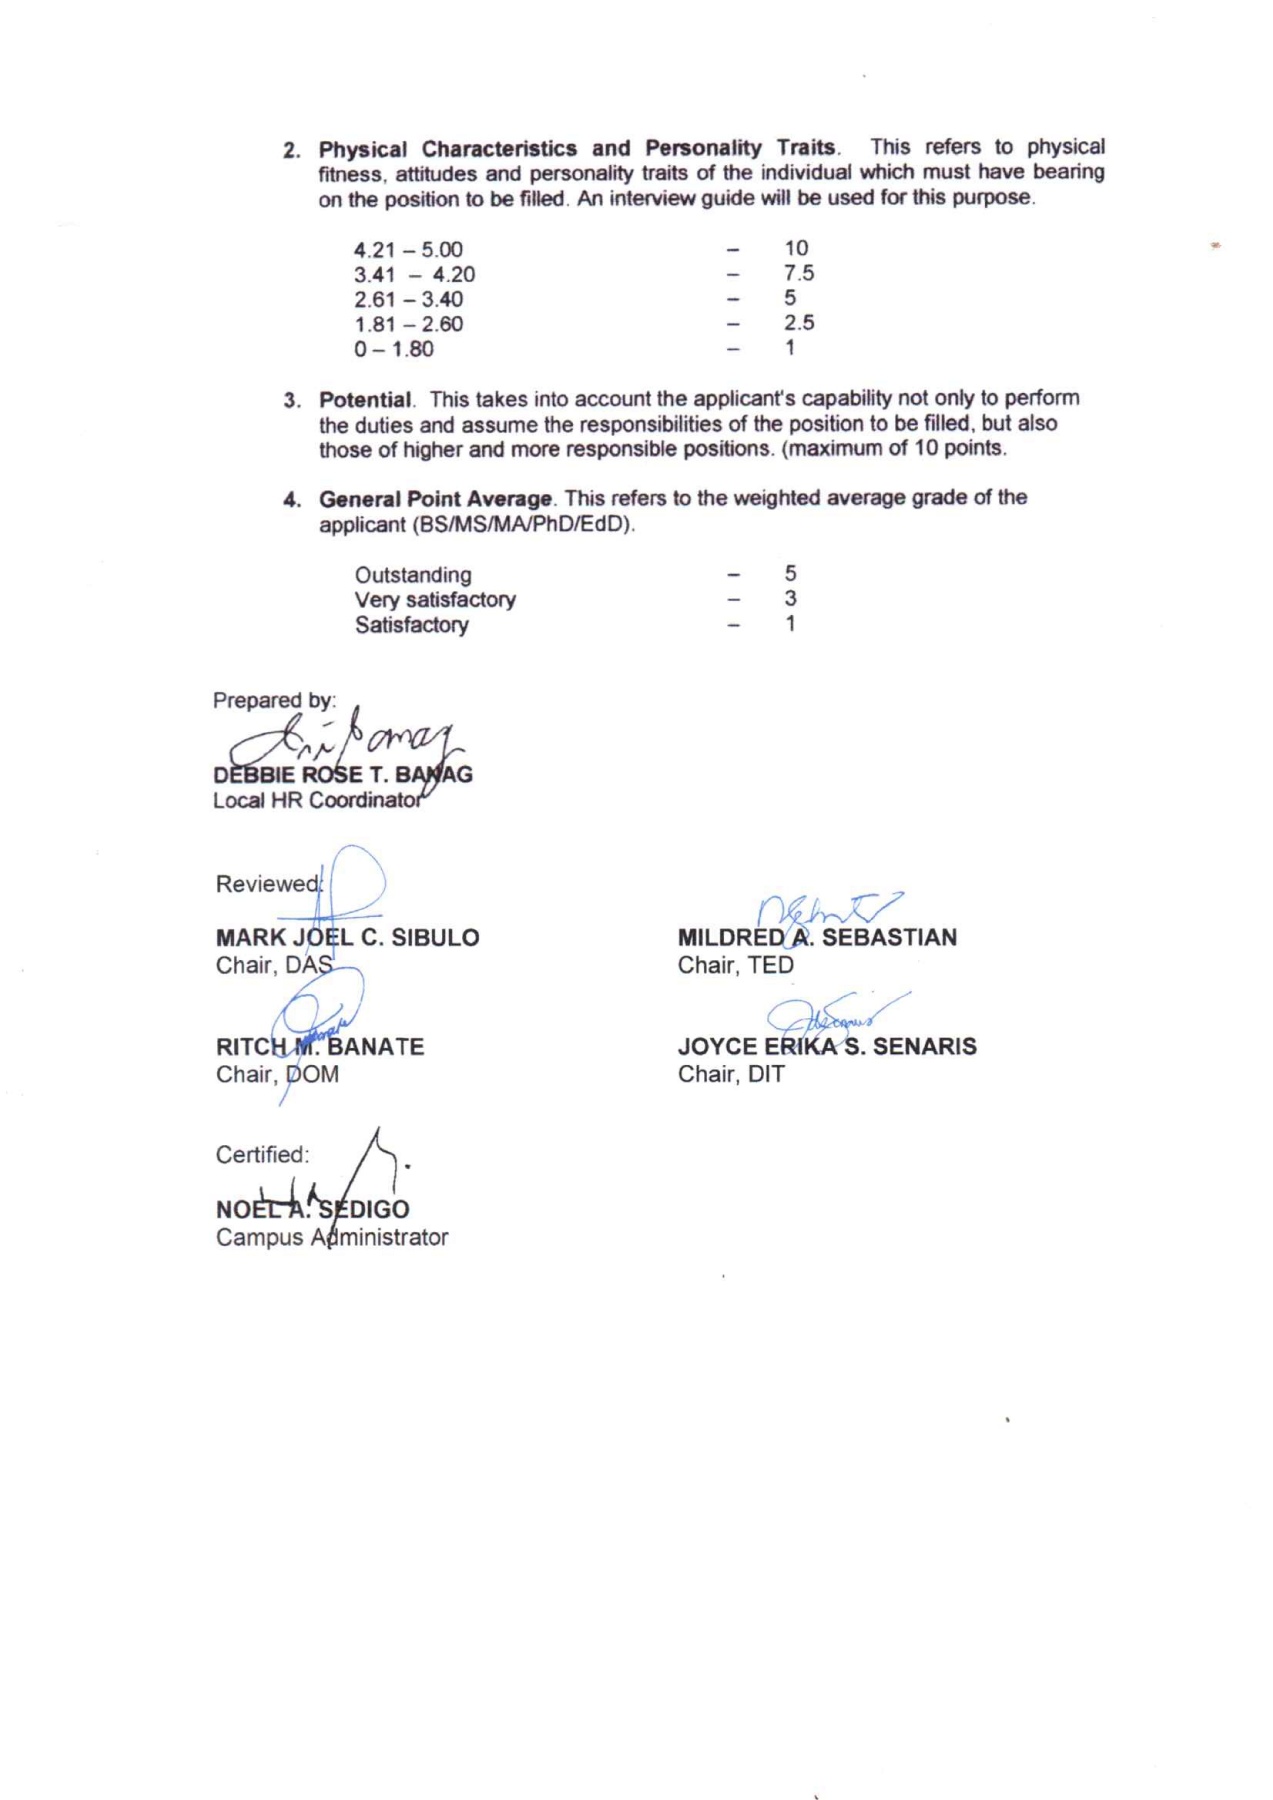 2. Physical Characteristics and Personality Traits. This refers to physical
fitness, attitudes and personality traits of the individual which must have bearing
on the position to be filled. An interview guide will be used for this purpose.
4.21 – 5.00 – 10
3.41 – 4.20 – 7.5
2.61 – 3.40 – 5
1.81 – 2.60 – 2.5
0 – 1.80 – 1
3. Potential. This takes into account the applicant's capability not only to perform
the duties and assume the responsibilities of the position to be filled, but also
those of higher and more responsible positions. (maximum of 10 points.
4. General Point Average. This refers to the weighted average grade of the
applicant (BS/MS/MA/PhD/EdD).
Outstanding – 5
Very satisfactory – 3
Satisfactory – 1
Prepared by:
DEBBIE ROSE T. BANAG
Local HR Coordinator
Reviewed:
MARK JOEL C. SIBULO MILDRED A. SEBASTIAN
Chair, DAS Chair, TED
RITCH M. BANATE JOYCE ERIKA S. SENARIS
Chair, DOM Chair, DIT
Certified:
NOEL A. SEDIGO
Campus Administrator